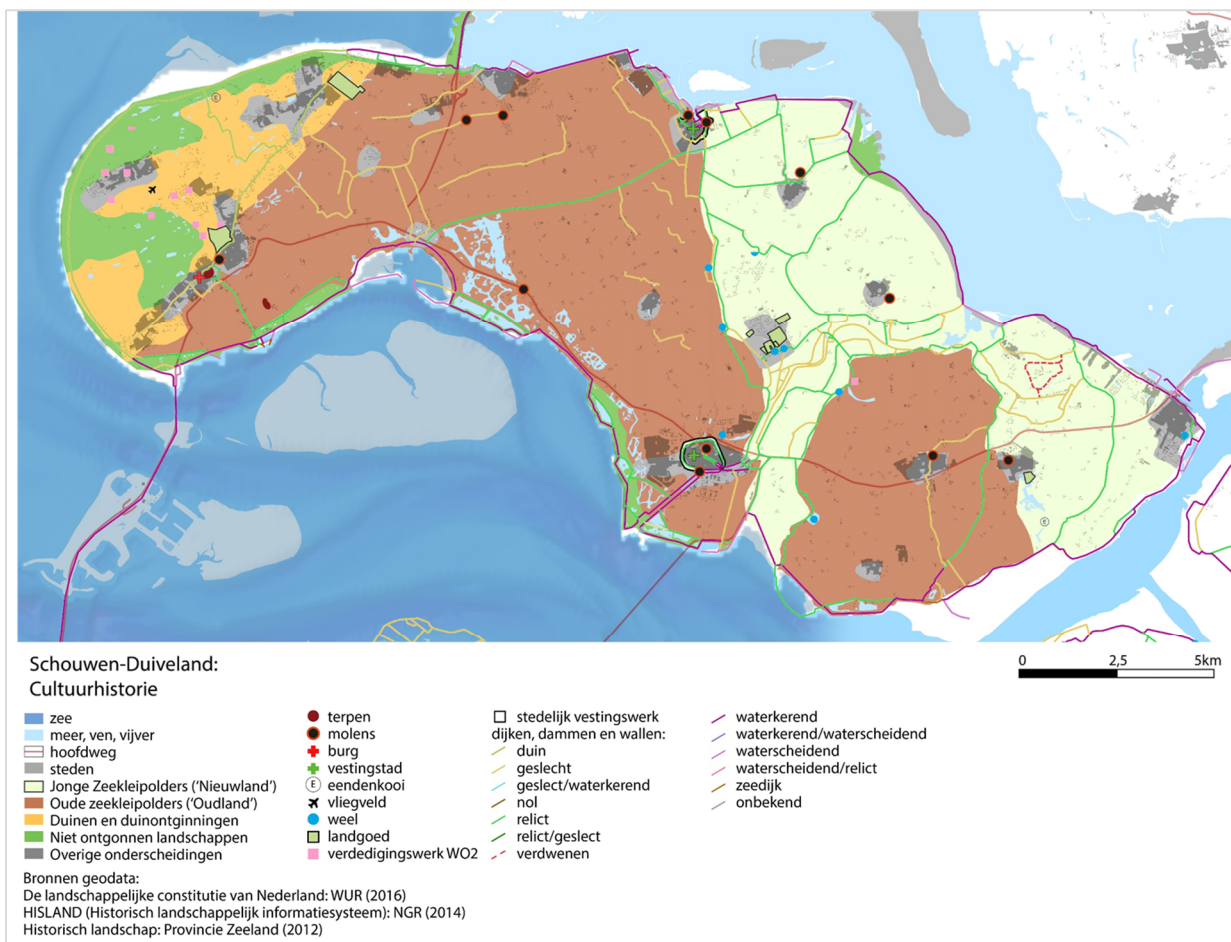 E
E
0 2,5 5km
Schouwen-Duiveland:
Cultuurhistorie
zee
meer, ven, vijver
hoofdweg
steden
Jonge Zeekleipolders (‘Nieuwland’)
Oude zeekleipolders (‘Oudland’)
Duinen en duinontginningen
Niet ontgonnen landschappen
Overige onderscheidingen
terpen
molens
burg
vestingstad
E eendenkooi
vliegveld
weel
landgoed
verdedigingswerk WO2
stedelijk vestingswerk
dijken, dammen en wallen:
duin
geslecht
geslect/waterkerend
nol
relict
relict/geslect
verdwenen
waterkerend
waterkerend/waterscheidend
waterscheidend
waterscheidend/relict
zeedijk
onbekend
Bronnen geodata:
De landschappelijke constitutie van Nederland: WUR (2016)
HISLAND (Historisch landschappelijk informatiesysteem): NGR (2014)
Historisch landschap: Provincie Zeeland (2012)